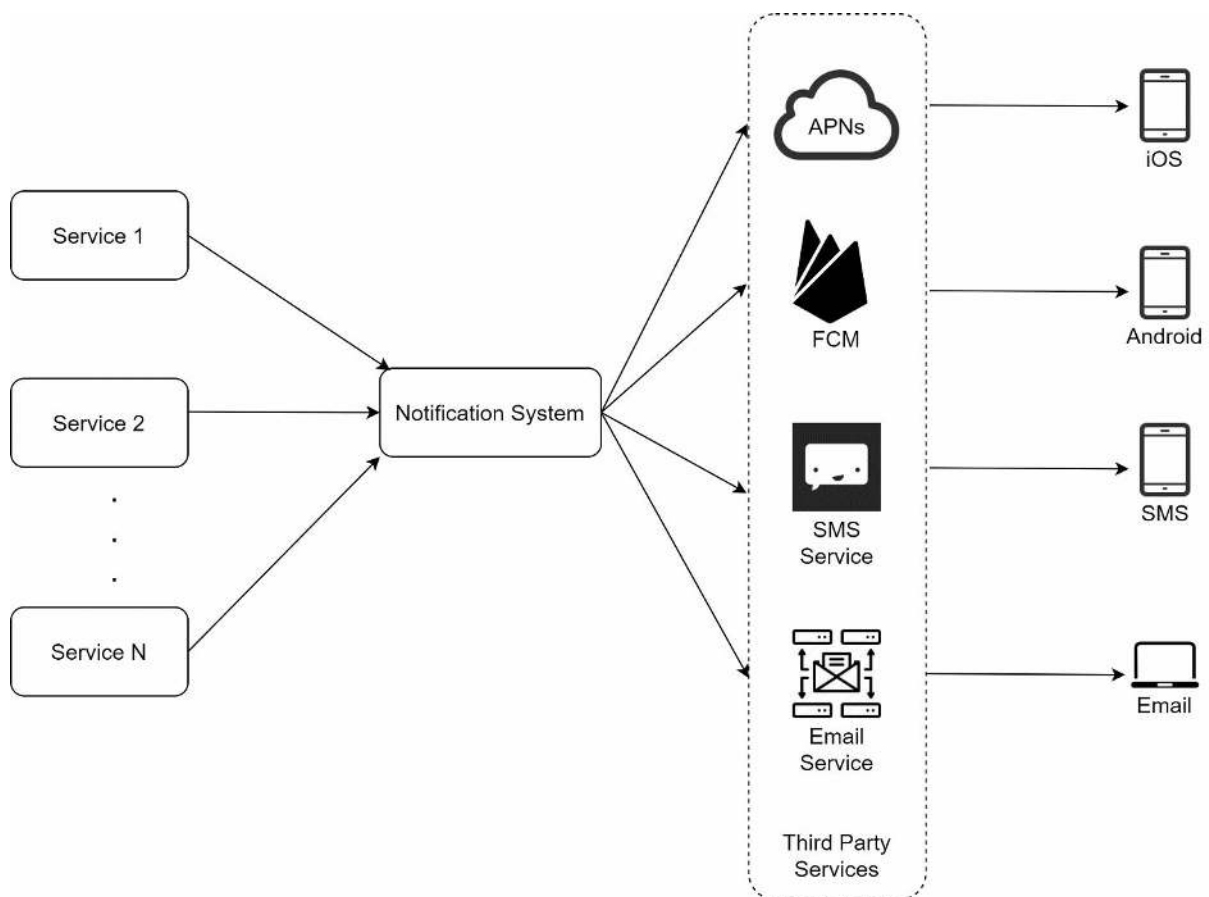 APNs
iOS
Service 1
FCM
Android
Service 2
Notification System
SMS
Service
SMS
Service N
Email
Service
Email
Third Party
Services